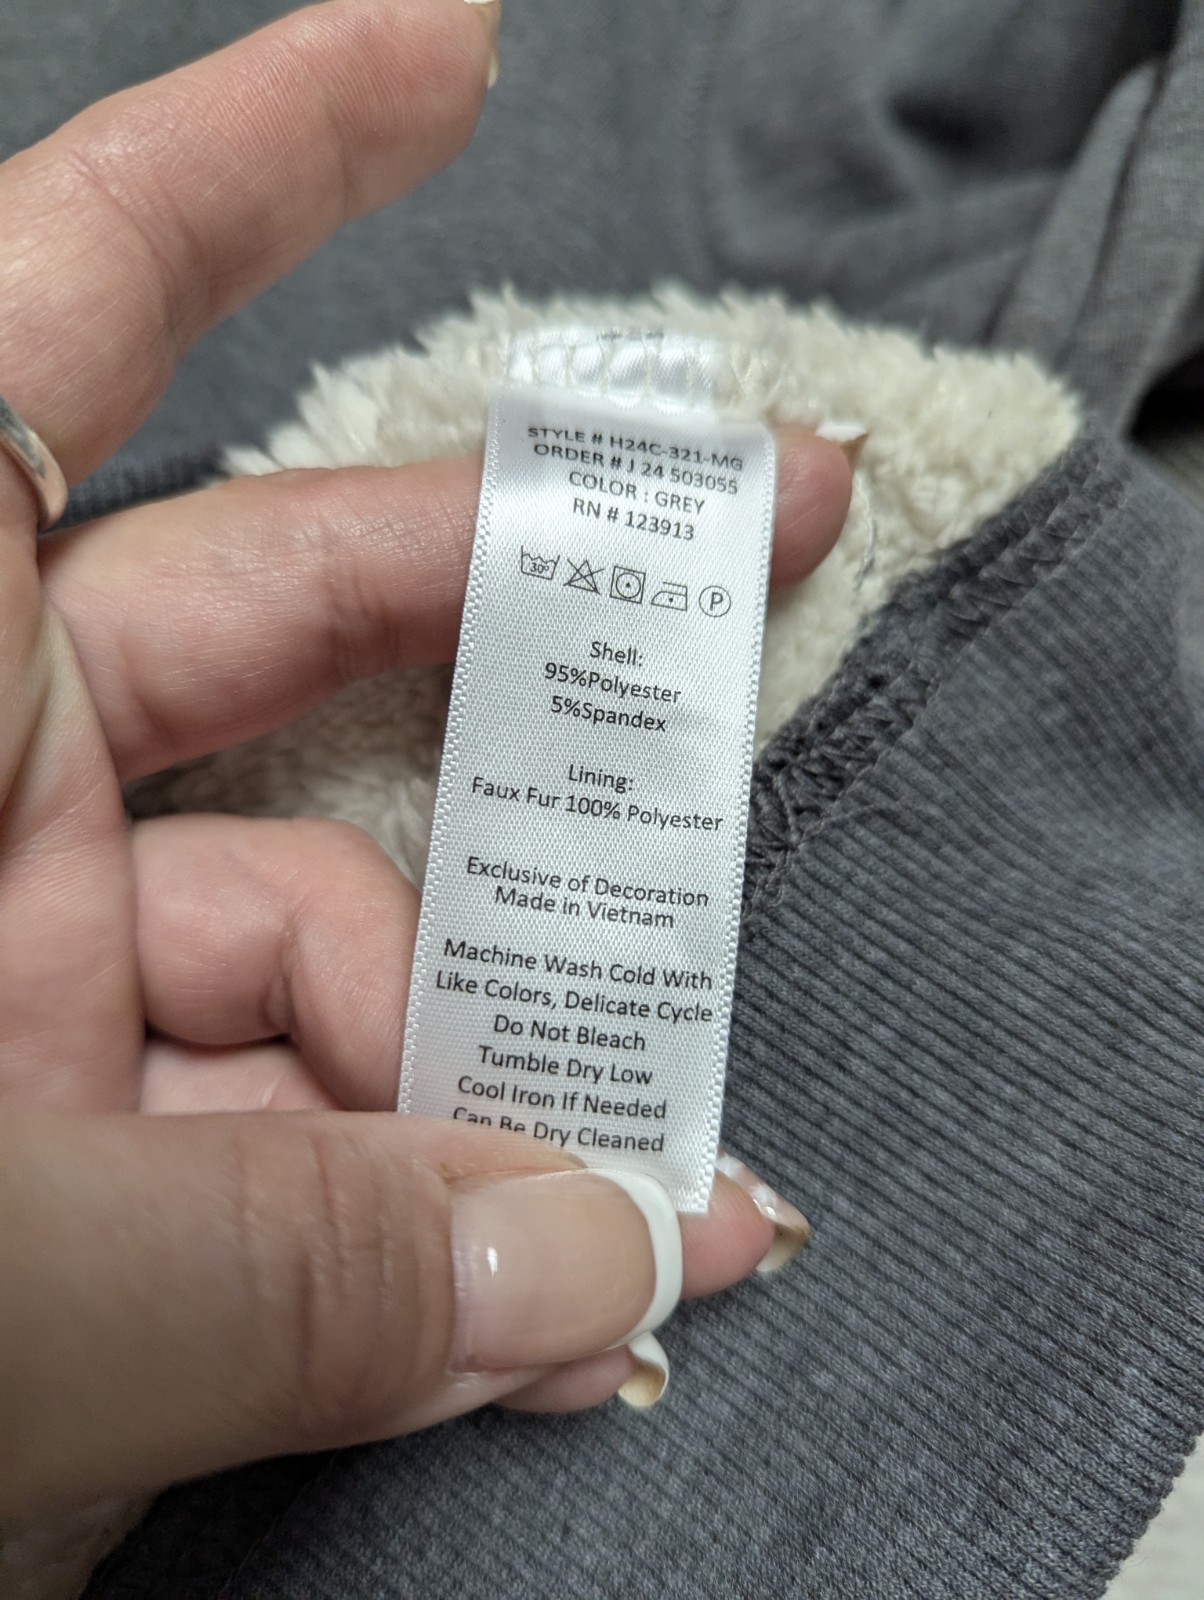 STYLE # H24C-321-MG
ORDER # J 24 503055
COLOR : GREY
RN # 123913
30°
P
Shell:
95%Polyester
5%Spandex
Lining:
Faux Fur 100% Polyester
Exclusive of Decoration
Made in Vietnam
Machine Wash Cold With
Like Colors, Delicate Cycle
Do Not Bleach
Tumble Dry Low
Cool Iron If Needed
Can Be Dry Cleaned